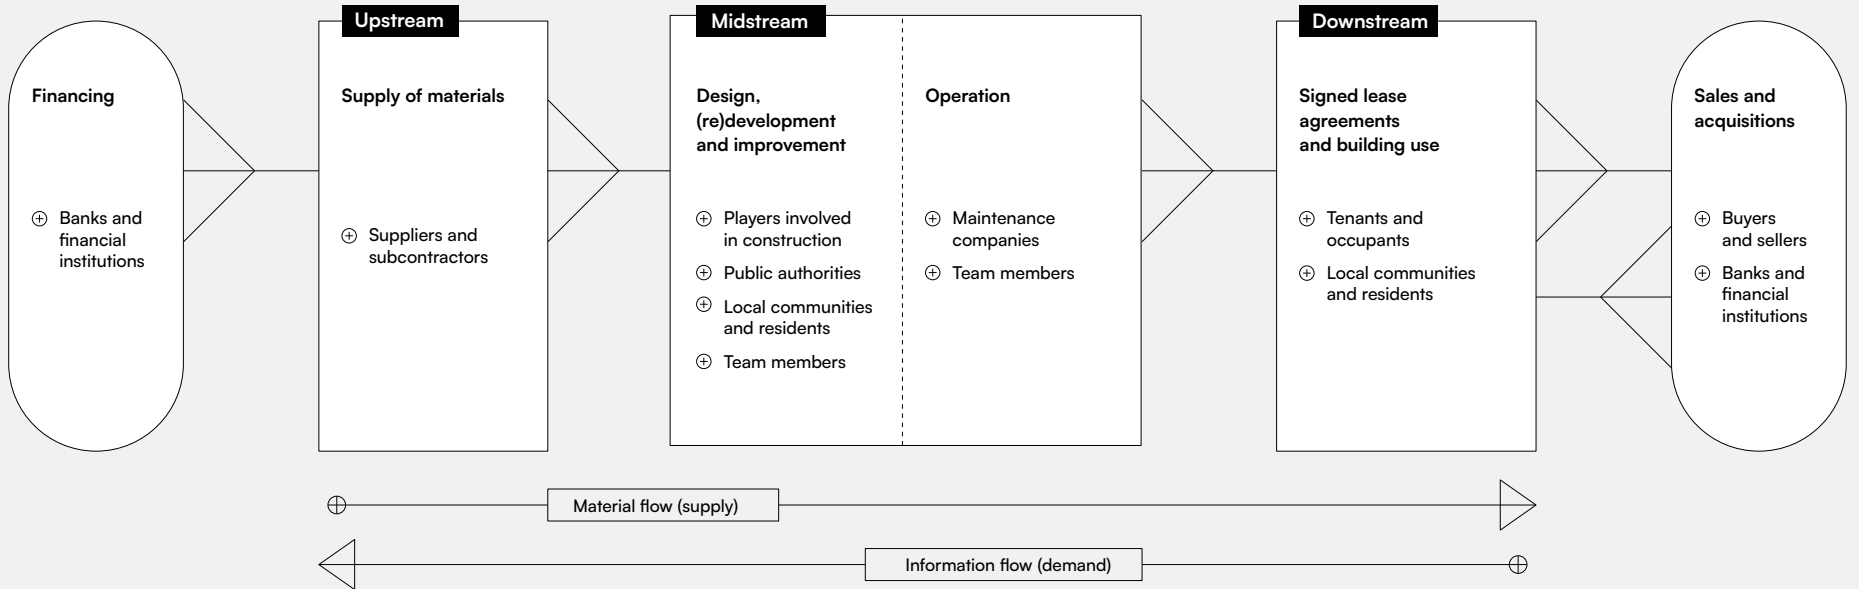 Financing
Banks and
financial
institutions
Upstream
Supply of materials
Suppliers and
subcontractors
Midstream
Design,
(re)development
and improvement
Players involved
in construction
Public authorities
Local communities
and residents
Team members
Operation
Maintenance
companies
Team members
Downstream
Signed lease
agreements
and building use
Tenants and
occupants
Local communities
and residents
Sales and
acquisitions
Buyers
and sellers
Banks and
financial
institutions
Material flow (supply)
Information flow (demand)